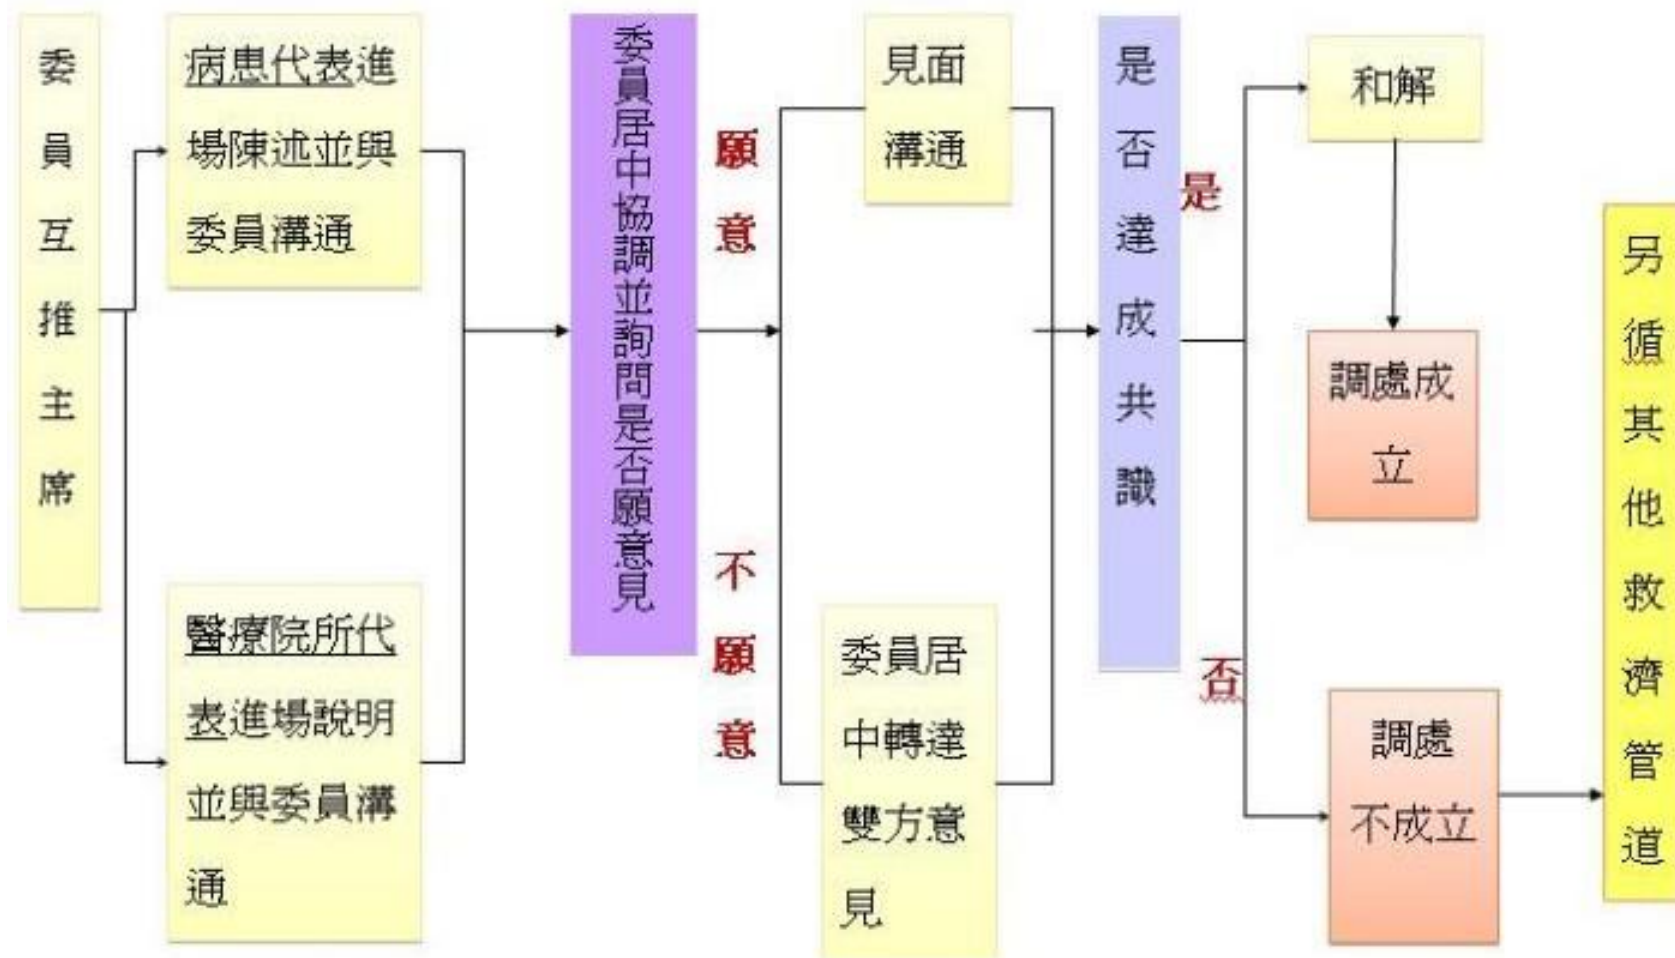 委員互推主席
病患代表進
場陳述並與
委員溝通
醫療院所代
表進場說明
並與委員溝
通
委員居中協調並詢問是否願意見
願意
不願意
見面
溝通
委員居
中轉達
雙方意
見
是否達成共識
是
否
和解
調處成
立
調處
不成立
另循其他救濟管道